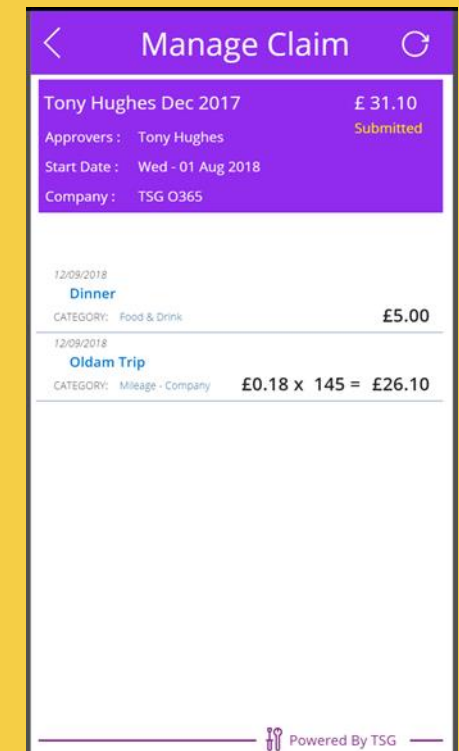 Manage Claim
Tony Hughes Dec 2017 £ 31.10
Approvers : Tony Hughes Submitted
Start Date : Wed - 01 Aug 2018
Company : TSG O365
12/09/2018
Dinner
CATEGORY: Food & Drink £5.00
12/09/2018
Oldam Trip
CATEGORY: Mileage - Company £0.18 x 145 = £26.10
Powered By TSG